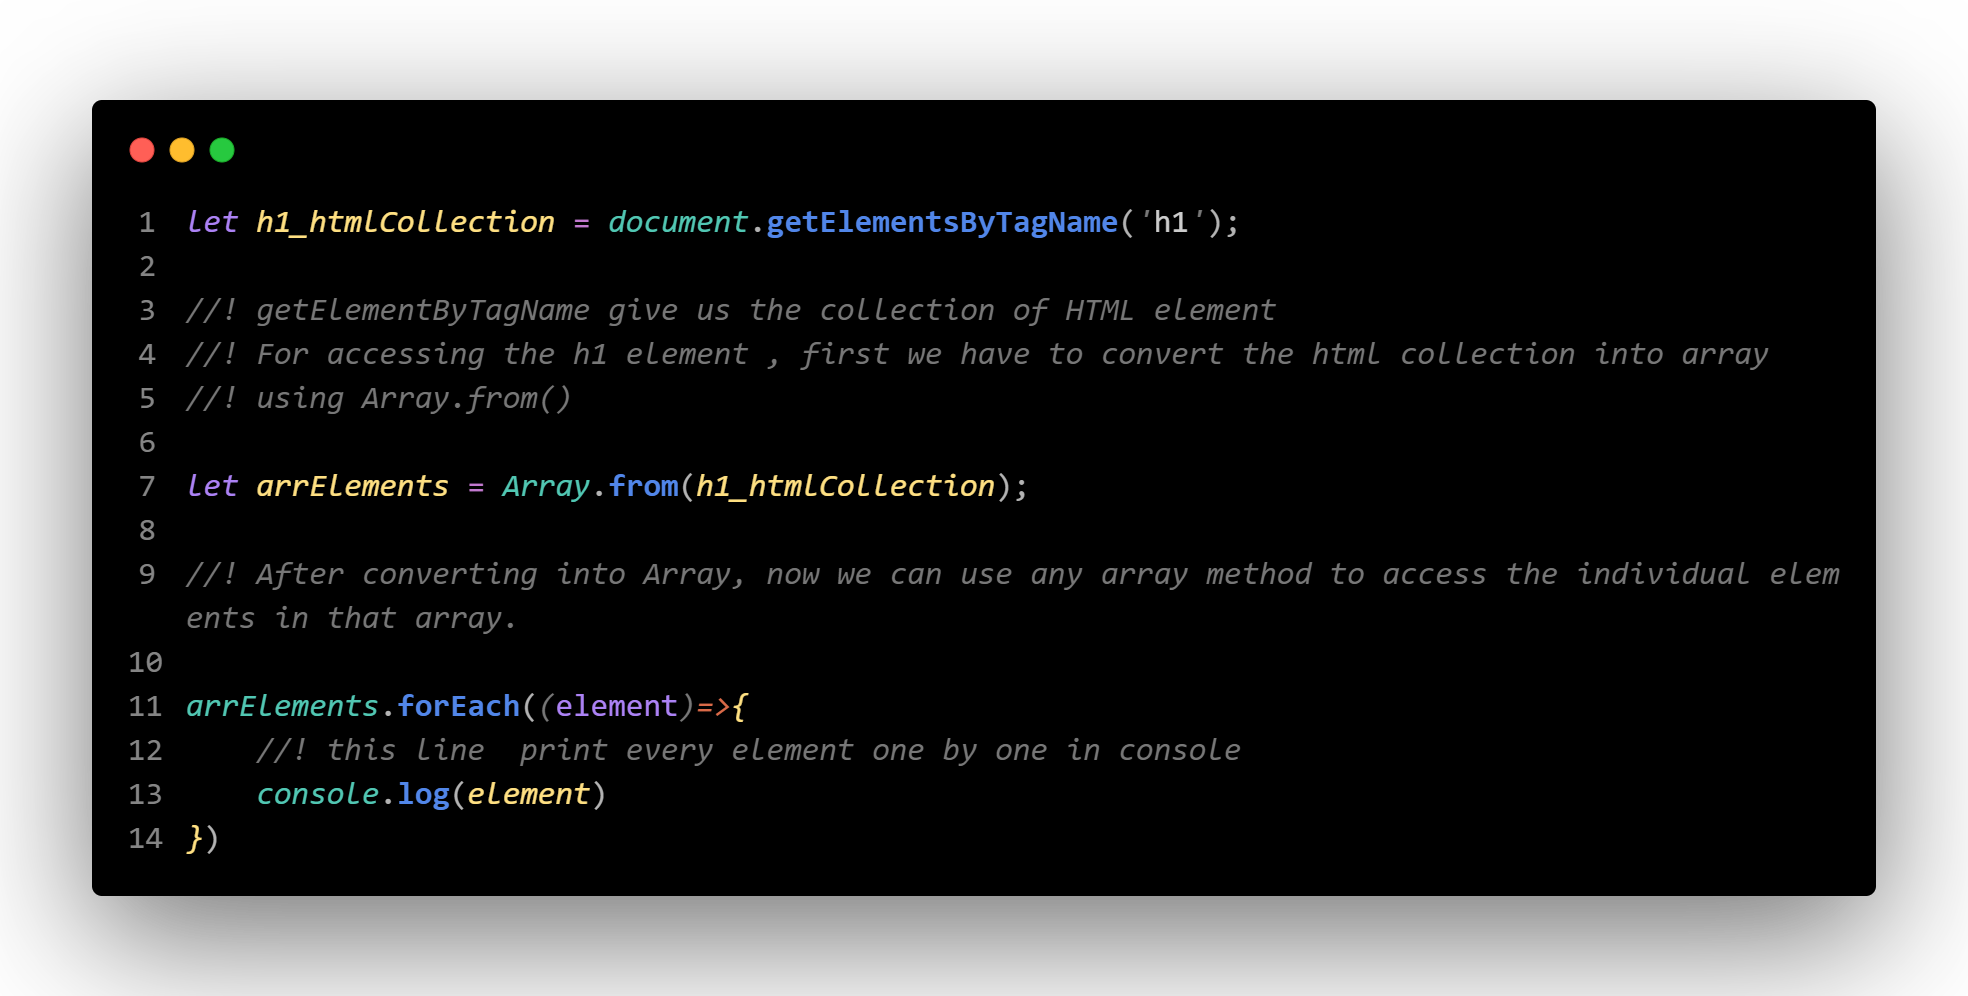 1 let h1_htmlCollection = document.getElementsByTagName('h1');
2
3 //! getElementByTagName give us the collection of HTML element
4 //! For accessing the h1 element , first we have to convert the html collection into array
5 //! using Array.from()
6
7 let arrElements = Array.from(h1_htmlCollection);
8
9 //! After converting into Array, now we can use any array method to access the individual elem
ents in that array.
10
11 arrElements.forEach((element)=>{
12     //! this line  print every element one by one in console
13     console.log(element)
14 })